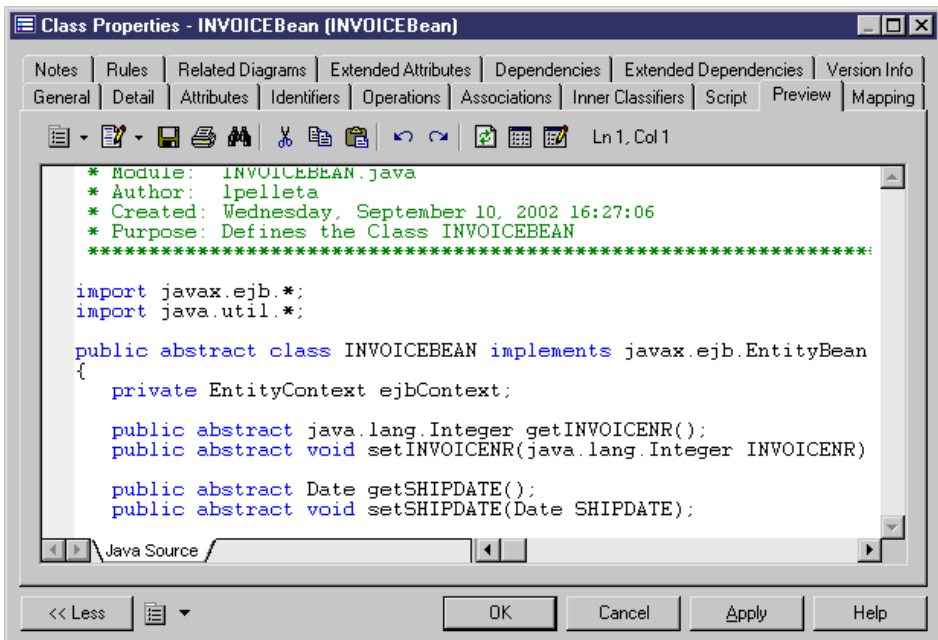 Class Properties - INVOICEBean (INVOICEBean)
Notes Rules Related Diagrams Extended Attributes Dependencies Extended Dependencies Version Info
General Detail Attributes Identifiers Operations Associations Inner Classifiers Script Preview Mapping
Ln 1, Col 1
* Module: INVOICEBEAN.java
* Author: lpelleta
* Created: Wednesday, September 10, 2002 16:27:06
* Purpose: Defines the Class INVOICEBEAN
***********************************************************************
import javax.ejb.*;
import java.util.*;
public abstract class INVOICEBEAN implements javax.ejb.EntityBean
{
private EntityContext ejbContext;
public abstract java.lang.Integer getINVOICENR();
public abstract void setINVOICENR(java.lang.Integer INVOICENR)
public abstract Date getSHIPDATE();
public abstract void setSHIPDATE(Date SHIPDATE);
Java Source
<< Less OK Cancel Apply Help